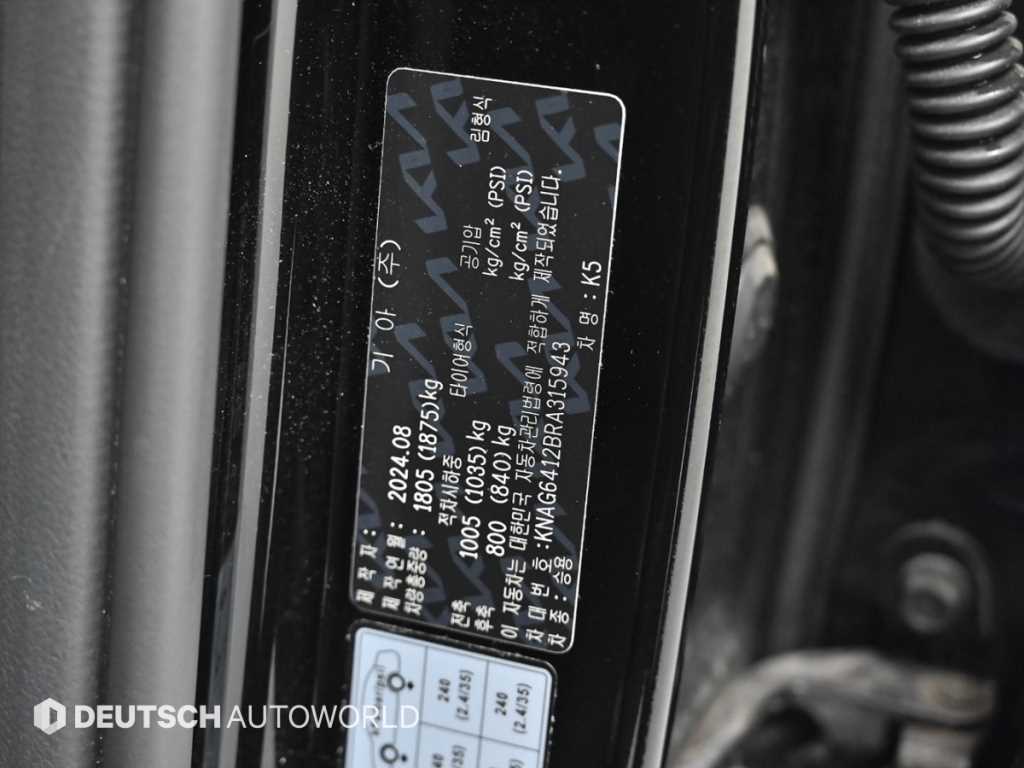 제 작 자 : 기 아 (주)
제 작 연 월 : 2024.08
차량총중량 : 1805 (1875)kg
적차시하중 타이어형식 공기압 림형식
전축 1005 (1035)kg kg/cm² (PSI)
후축 800 (840)kg kg/cm² (PSI)
이 자동차는 대한민국 자동차관리법령에 적합하게 제작되었습니다.
차 대 번 호 :KNAG6412BRA315943
차 종 : 승용 차 명 : K5
240
(2.4/35)
240
(2.4/35)
240
240
DEUTSCH AUTOWORLD